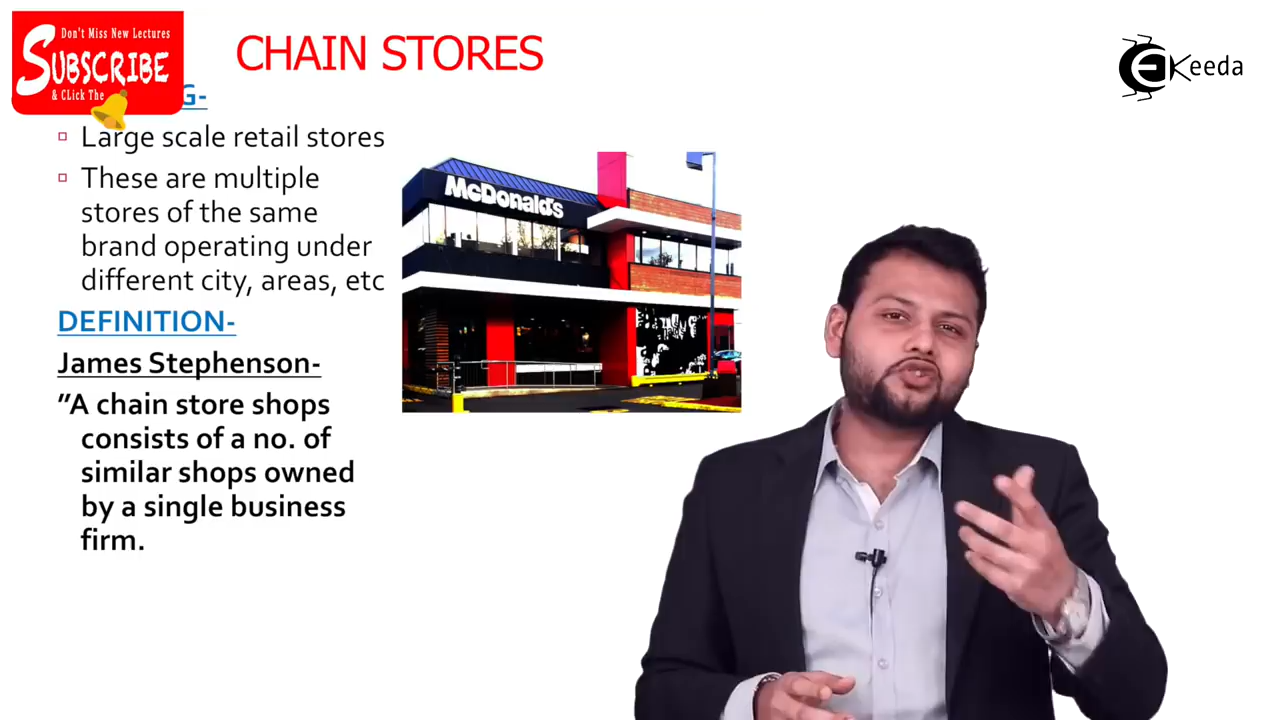 Don't Miss New Lectures
SUBSCRIBE
& CLick The
CHAIN STORES
EKeeda
G-
Large scale retail stores
These are multiple
stores of the same
brand operating under
different city, areas, etc
McDonald's
DEFINITION-
James Stephenson-
"A chain store shops
consists of a no. of
similar shops owned
by a single business
firm.